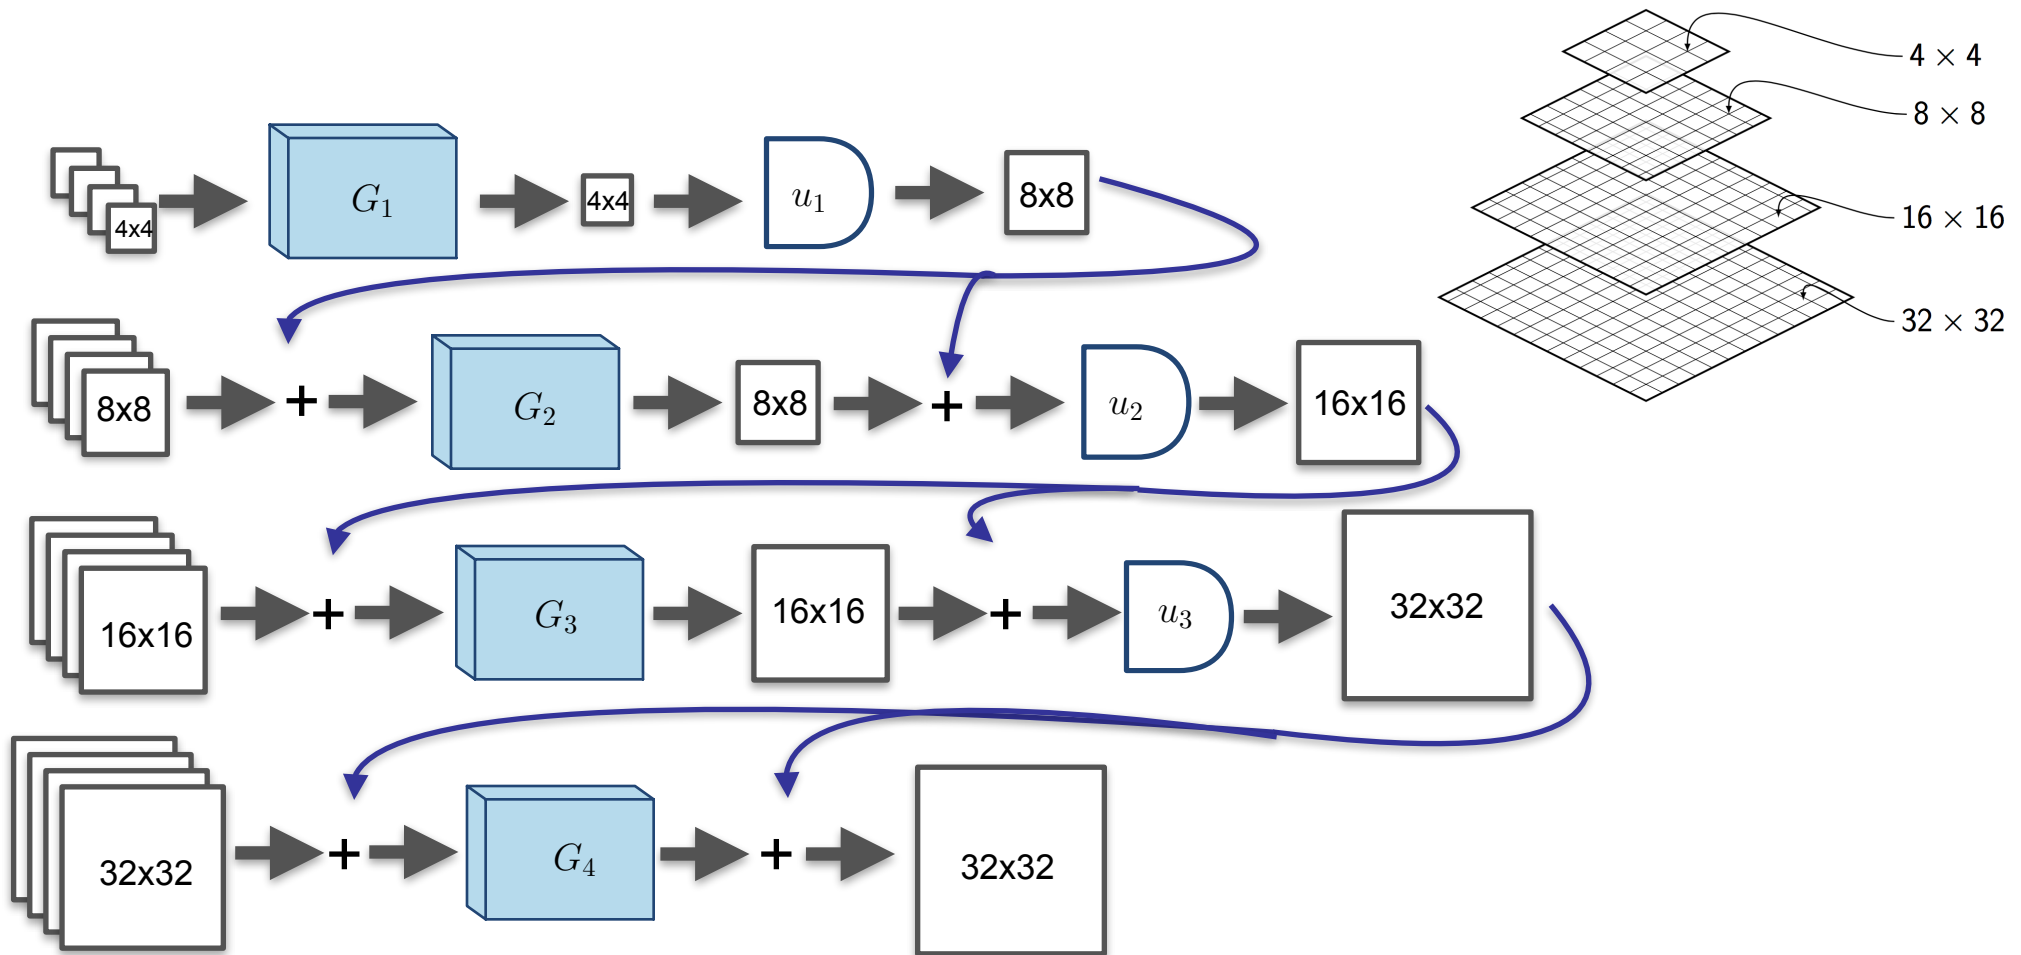 4x4
G1
4x4
u1
8x8
4 × 4
8 × 8
16 × 16
32 × 32
8x8
+
G2
8x8
+
u2
16x16
16x16
+
G3
16x16
+
u3
32x32
32x32
+
G4
+
32x32